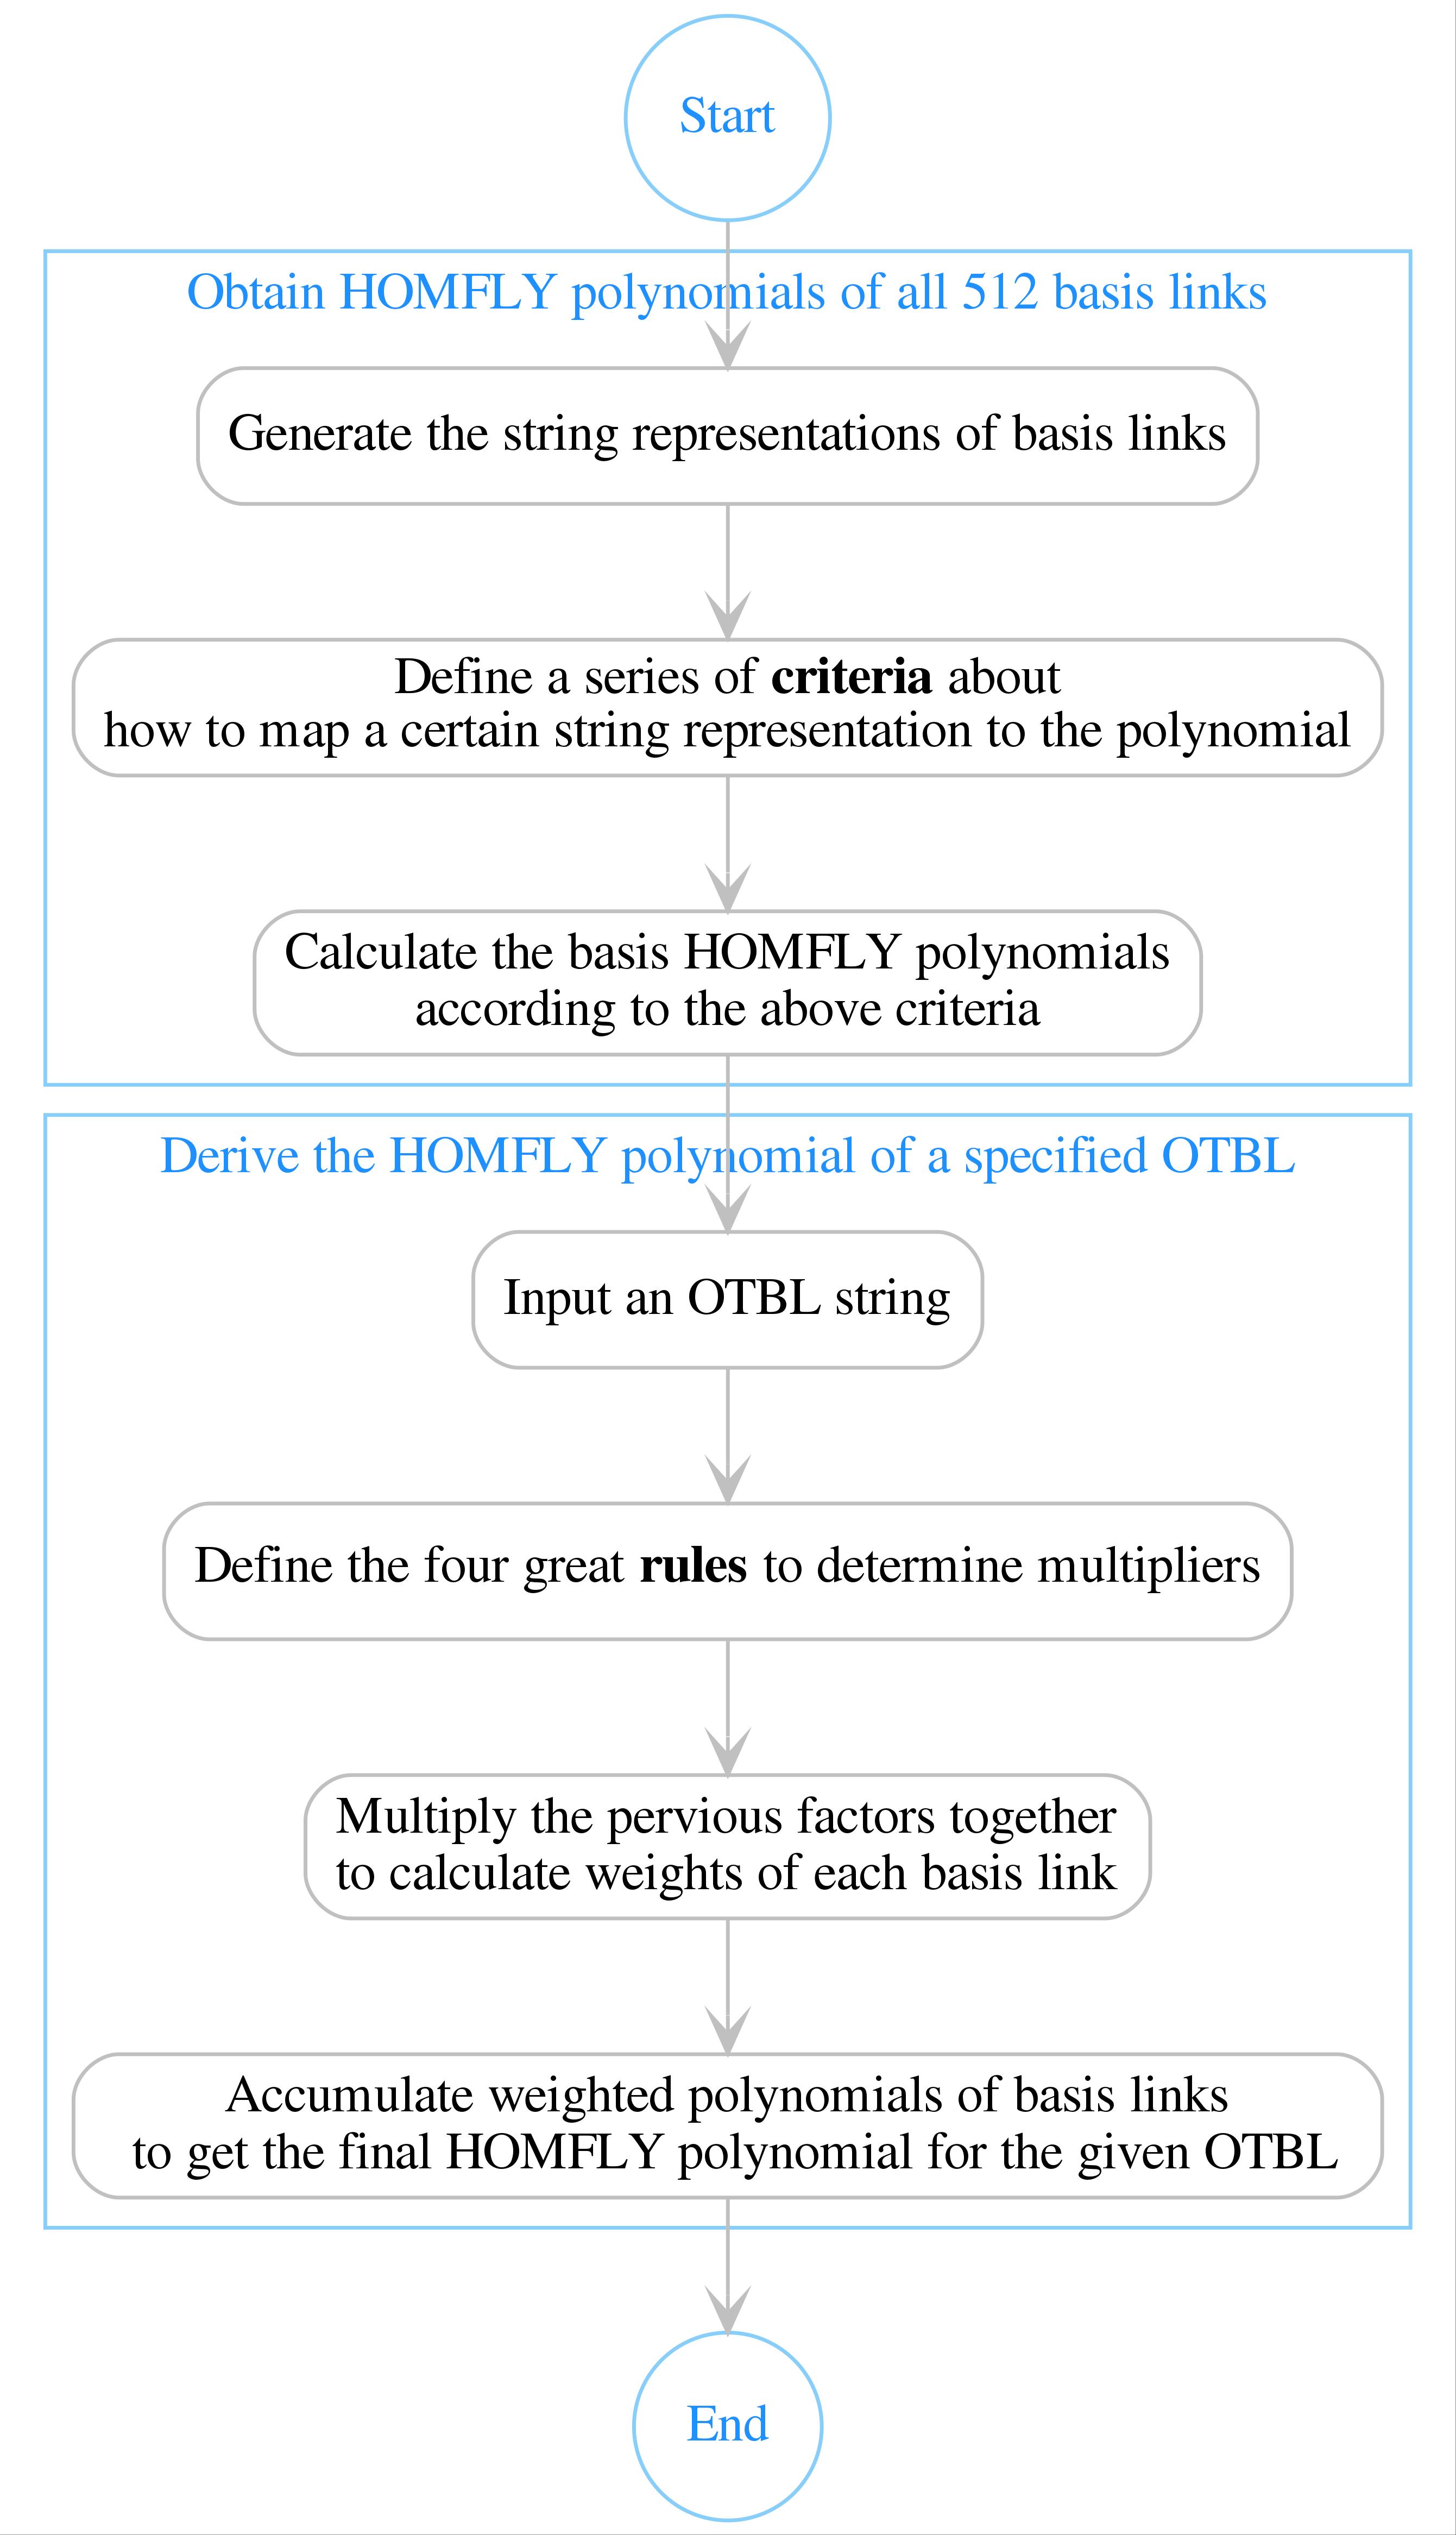 Start
Obtain HOMFLY polynomials of all 512 basis links
Generate the string representations of basis links
Define a series of criteria about
how to map a certain string representation to the polynomial
Calculate the basis HOMFLY polynomials
according to the above criteria
Derive the HOMFLY polynomial of a specified OTBL
Input an OTBL string
Define the four great rules to determine multipliers
Multiply the pervious factors together
to calculate weights of each basis link
Accumulate weighted polynomials of basis links
to get the final HOMFLY polynomial for the given OTBL
End